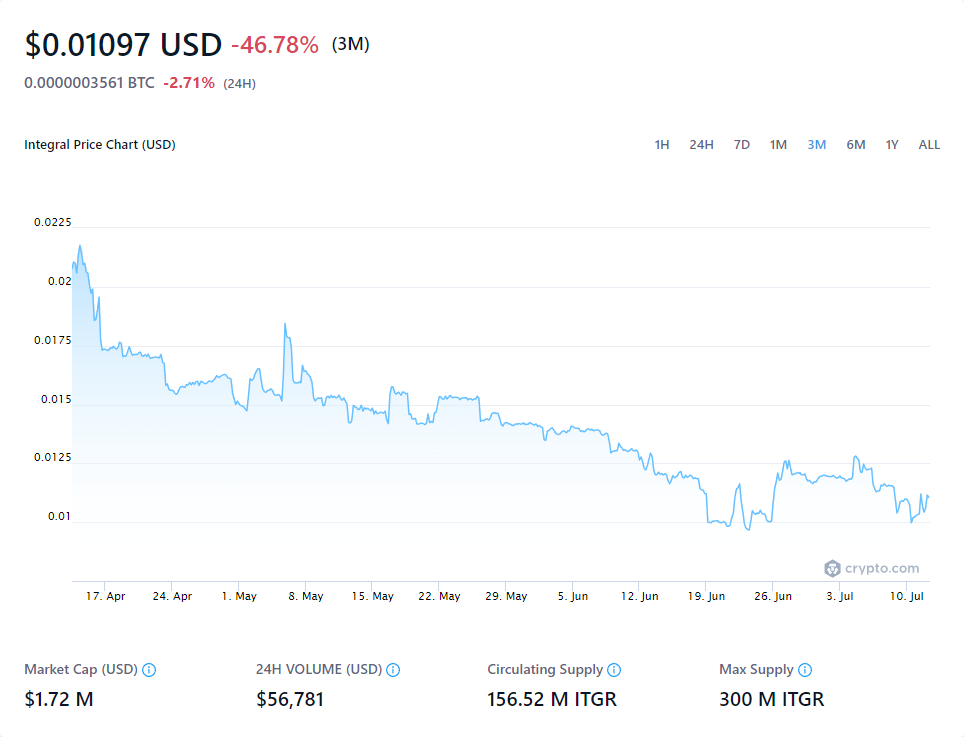 $0.01097 USD -46.78% (3M)
0.0000003561 BTC -2.71% (24H)
Integral Price Chart (USD) 1H 24H 7D 1M 3M 6M 1Y ALL
0.0225
0.02
0.0175
0.015
0.0125
0.01
crypto.com
17. Apr 24. Apr 1. May 8. May 15. May 22. May 29. May 5. Jun 12. Jun 19. Jun 26. Jun 3. Jul 10. Jul
Market Cap (USD) 24H VOLUME (USD) Circulating Supply Max Supply
$1.72 M $56,781 156.52 M ITGR 300 M ITGR